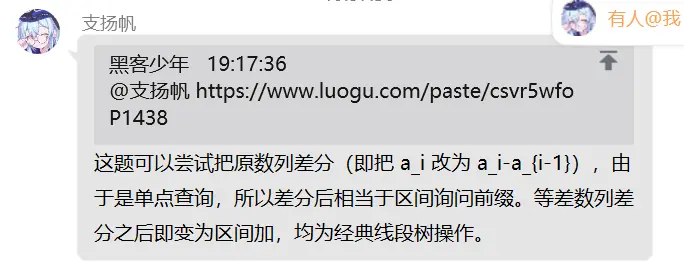 支扬帆
有人@我
黑客少年 19:17:36
@支扬帆 https://www.luogu.com/paste/csvr5wfo
P1438
这题可以尝试把原数列差分（即把 a_i 改为 a_i-a_{i-1}），由
于是单点查询，所以差分后相当于区间询问前缀。等差数列差
分之后即变为区间加，均为经典线段树操作。